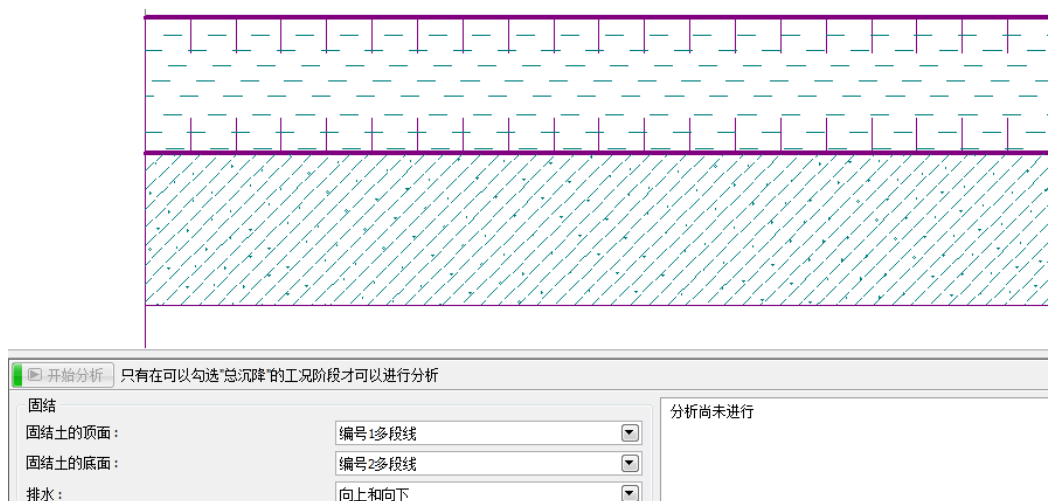 开始分析 只有在可以勾选"总沉降"的工况阶段才可以进行分析
固结
固结土的顶面： 编号1多段线
固结土的底面： 编号2多段线
排水： 向上和向下
分析尚未进行